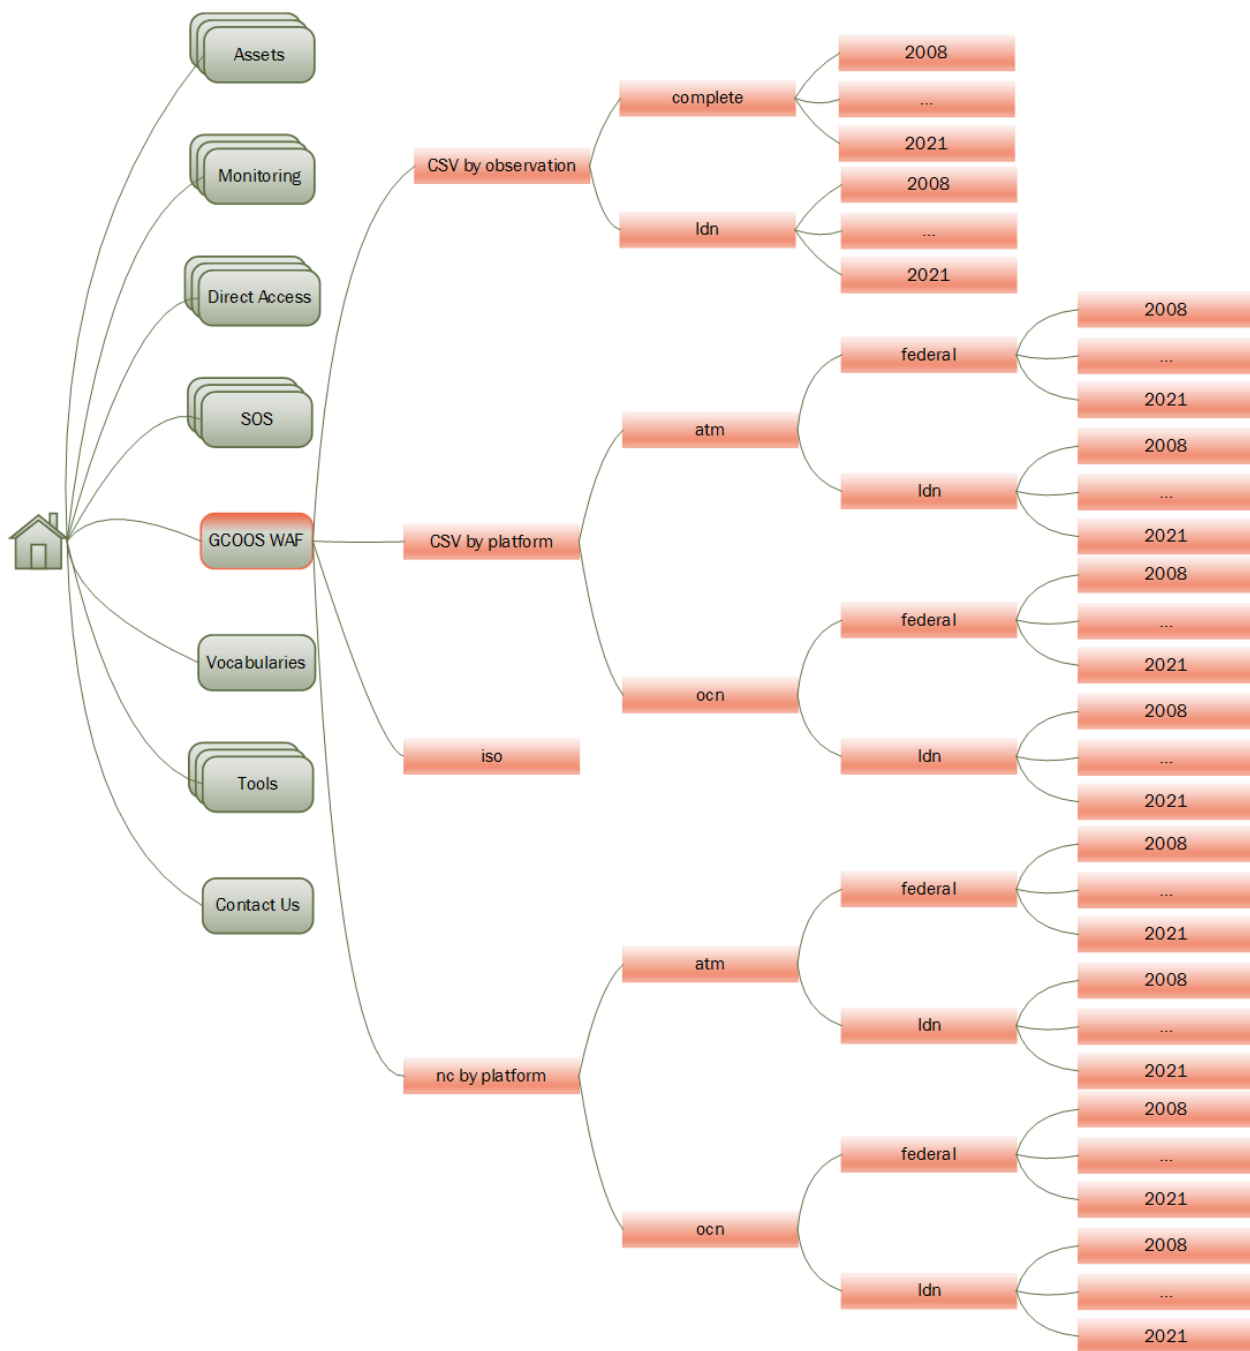 Assets
Monitoring
Direct Access
SOS
GCOOS WAF
Vocabularies
Tools
Contact Us
CSV by observation
complete
2008
...
2021
ldn
2008
...
2021
CSV by platform
atm
federal
2008
...
2021
ldn
2008
...
2021
ocn
federal
2008
...
2021
ldn
2008
...
2021
iso
nc by platform
atm
federal
2008
...
2021
ldn
2008
...
2021
ocn
federal
2008
...
2021
ldn
2008
...
2021